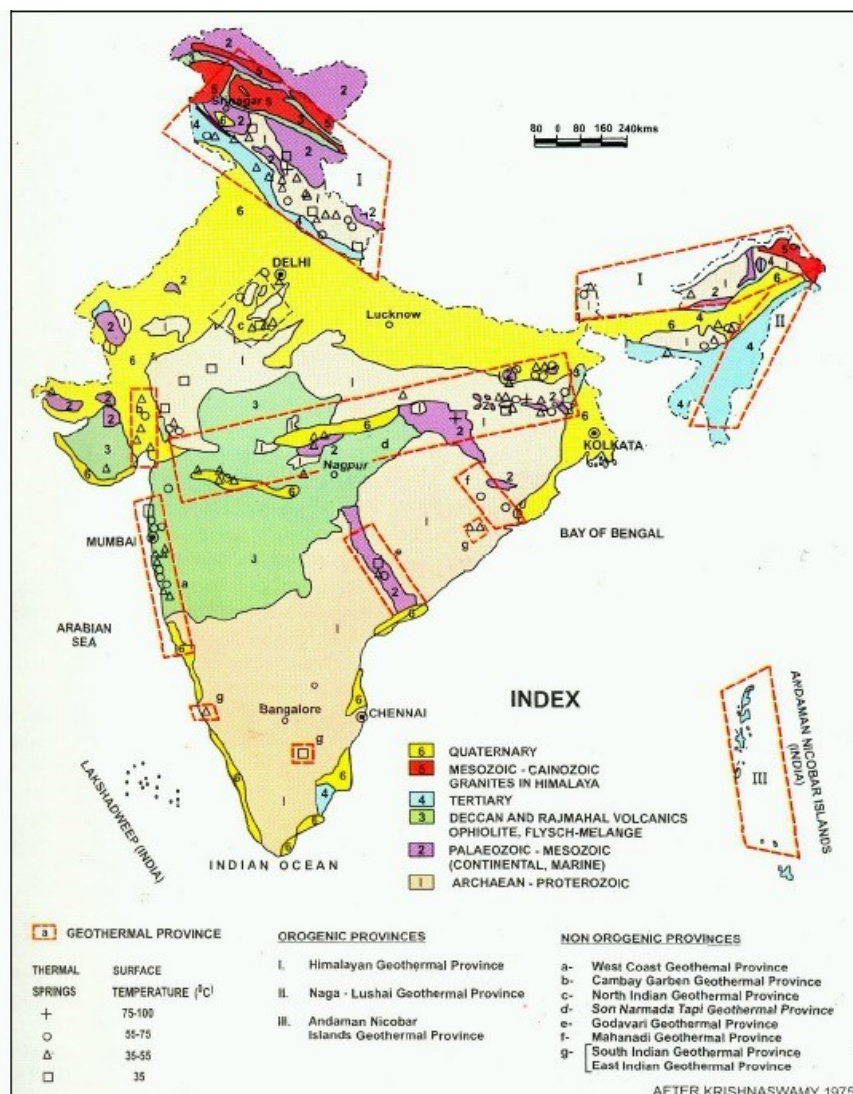 Srinagar
I
80 0 80 160 240kms
DELHI
Lucknow
I
II
KOLKATA
Nagpur
MUMBAI
BAY OF BENGAL
ARABIAN
SEA
Bangalore
CHENNAI
LAKSHADWEEP (INDIA)
INDIAN OCEAN
ANDAMAN NICOBAR ISLANDS
(INDIA)
III
INDEX
6 QUATERNARY
5 MESOZOIC - CAINOZOIC
GRANITES IN HIMALAYA
4 TERTIARY
3 DECCAN AND RAJMAHAL VOLCANICS
OPHIOLITE, FLYSCH-MELANGE
2 PALAEOZOIC - MESOZOIC
(CONTINENTAL, MARINE)
I ARCHAEAN - PROTEROZOIC
a GEOTHERMAL PROVINCE
THERMAL SURFACE
SPRINGS TEMPERATURE (°C)
+ 75-100
55-75
35-55
35
OROGENIC PROVINCES
I. Himalayan Geothermal Province
II. Naga - Lushai Geothermal Province
III. Andaman Nicobar
Islands Geothermal Province
NON OROGENIC PROVINCES
a- West Coast Geothemal Province
b- Cambay Garben Geothermal Province
c- North Indian Geothermal Province
d- Son Narmada Tapi Geothermal Province
e- Godavari Geothermal Province
f- Mahanadi Geothermal Province
g- South Indian Geothermal Province
East Indian Geothermal Province
AFTER KRISHNASWAMY 1975